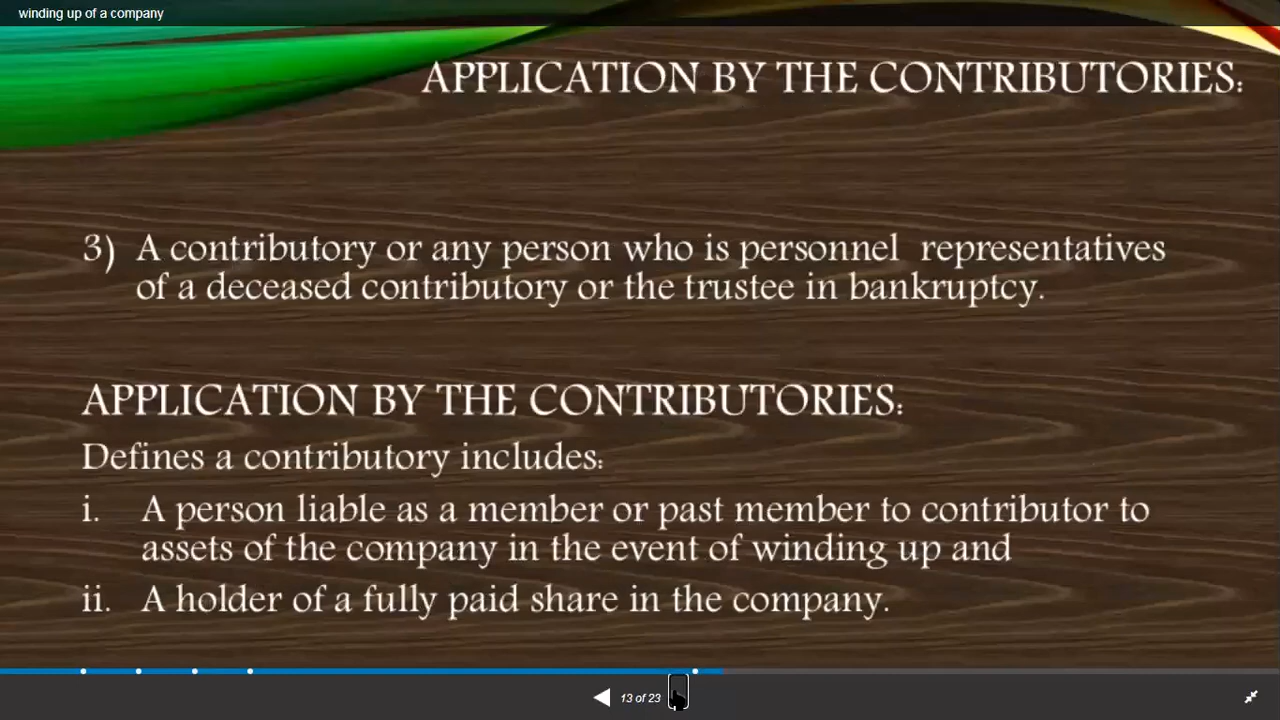 winding up of a company
APPLICATION BY THE CONTRIBUTORIES:
3) A contributory or any person who is personnel representatives
of a deceased contributory or the trustee in bankruptcy.
APPLICATION BY THE CONTRIBUTORIES:
Defines a contributory includes:
i. A person liable as a member or past member to contributor to
assets of the company in the event of winding up and
ii. A holder of a fully paid share in the company.
13 of 23